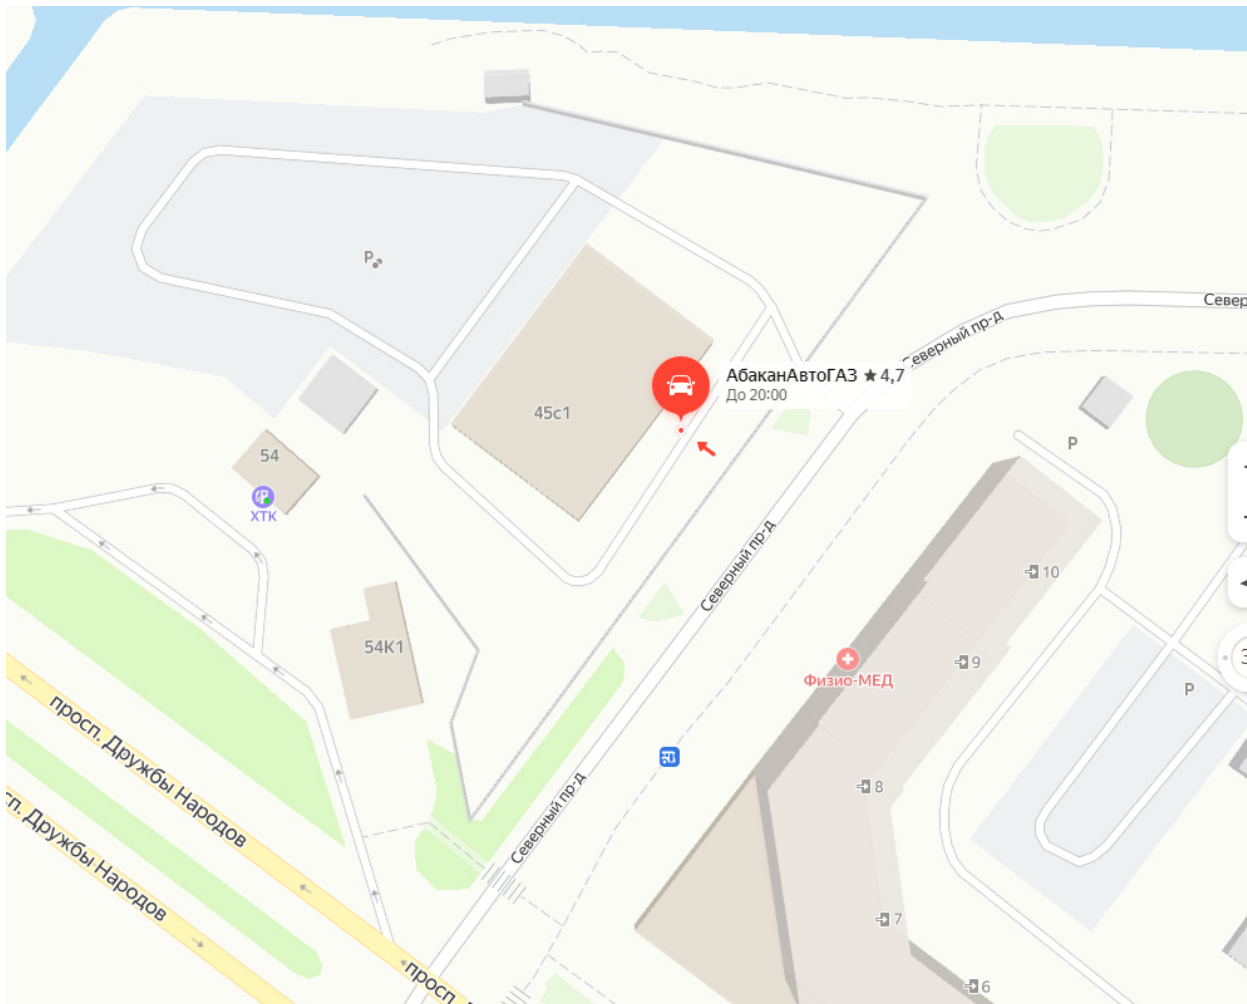 P
Север
Северный пр-д
АбаканАвтоГАЗ ★ 4,7
До 20:00
45с1
P
54
ХТК
Северный пр-д
10
54К1
9
Физио-МЕД
P
З
просп. Дружбы Народов
8
сп. Дружбы Народов
Северный пр-д
7
просп.
6